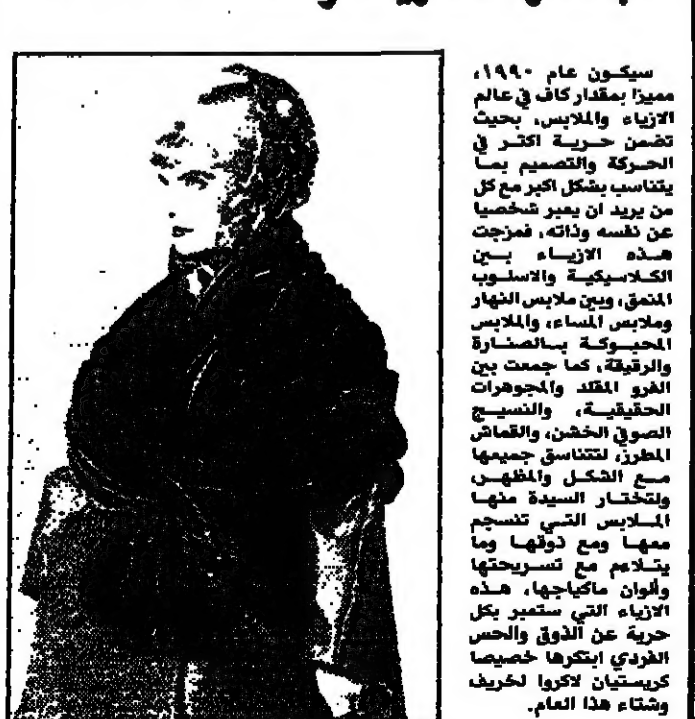 سيكون عام ١٩٩٠،
مميزا بمقدار كاف في عالم
الازياء والملابس، بحيث
تضمن حرية اكثر في
الحركة والتصميم بما
يتناسب بشكل اكبر مع كل
من يريد ان يعبر شخصيا
عن نفسه وذاته، فمزجت
هذه الازياء بين
الكلاسيكية والاسلوب
المنمق، وبين ملابس النهار
وملابس المساء، والملابس
المحبوكة بالصنارة
والرقيقة، كما جمعت بين
الفرو المقلد والمجوهرات
الحقيقية، والنسيج
الصوفي الخشن، والقماش
المطرز، لتتناسق جميعها
مع الشكل والمظهر،
ولتختار السيدة منها
الملابس التي تنسجم
معها ومع ذوقها وما
يتلاءم مع تسريحتها
وألوان ماكياجها، هذه
الازياء التي ستعبر بكل
حرية عن الذوق والحس
الفردي ابتكرها خصيصا
كريستيان لاكروا لخريف
وشتاء هذا العام.